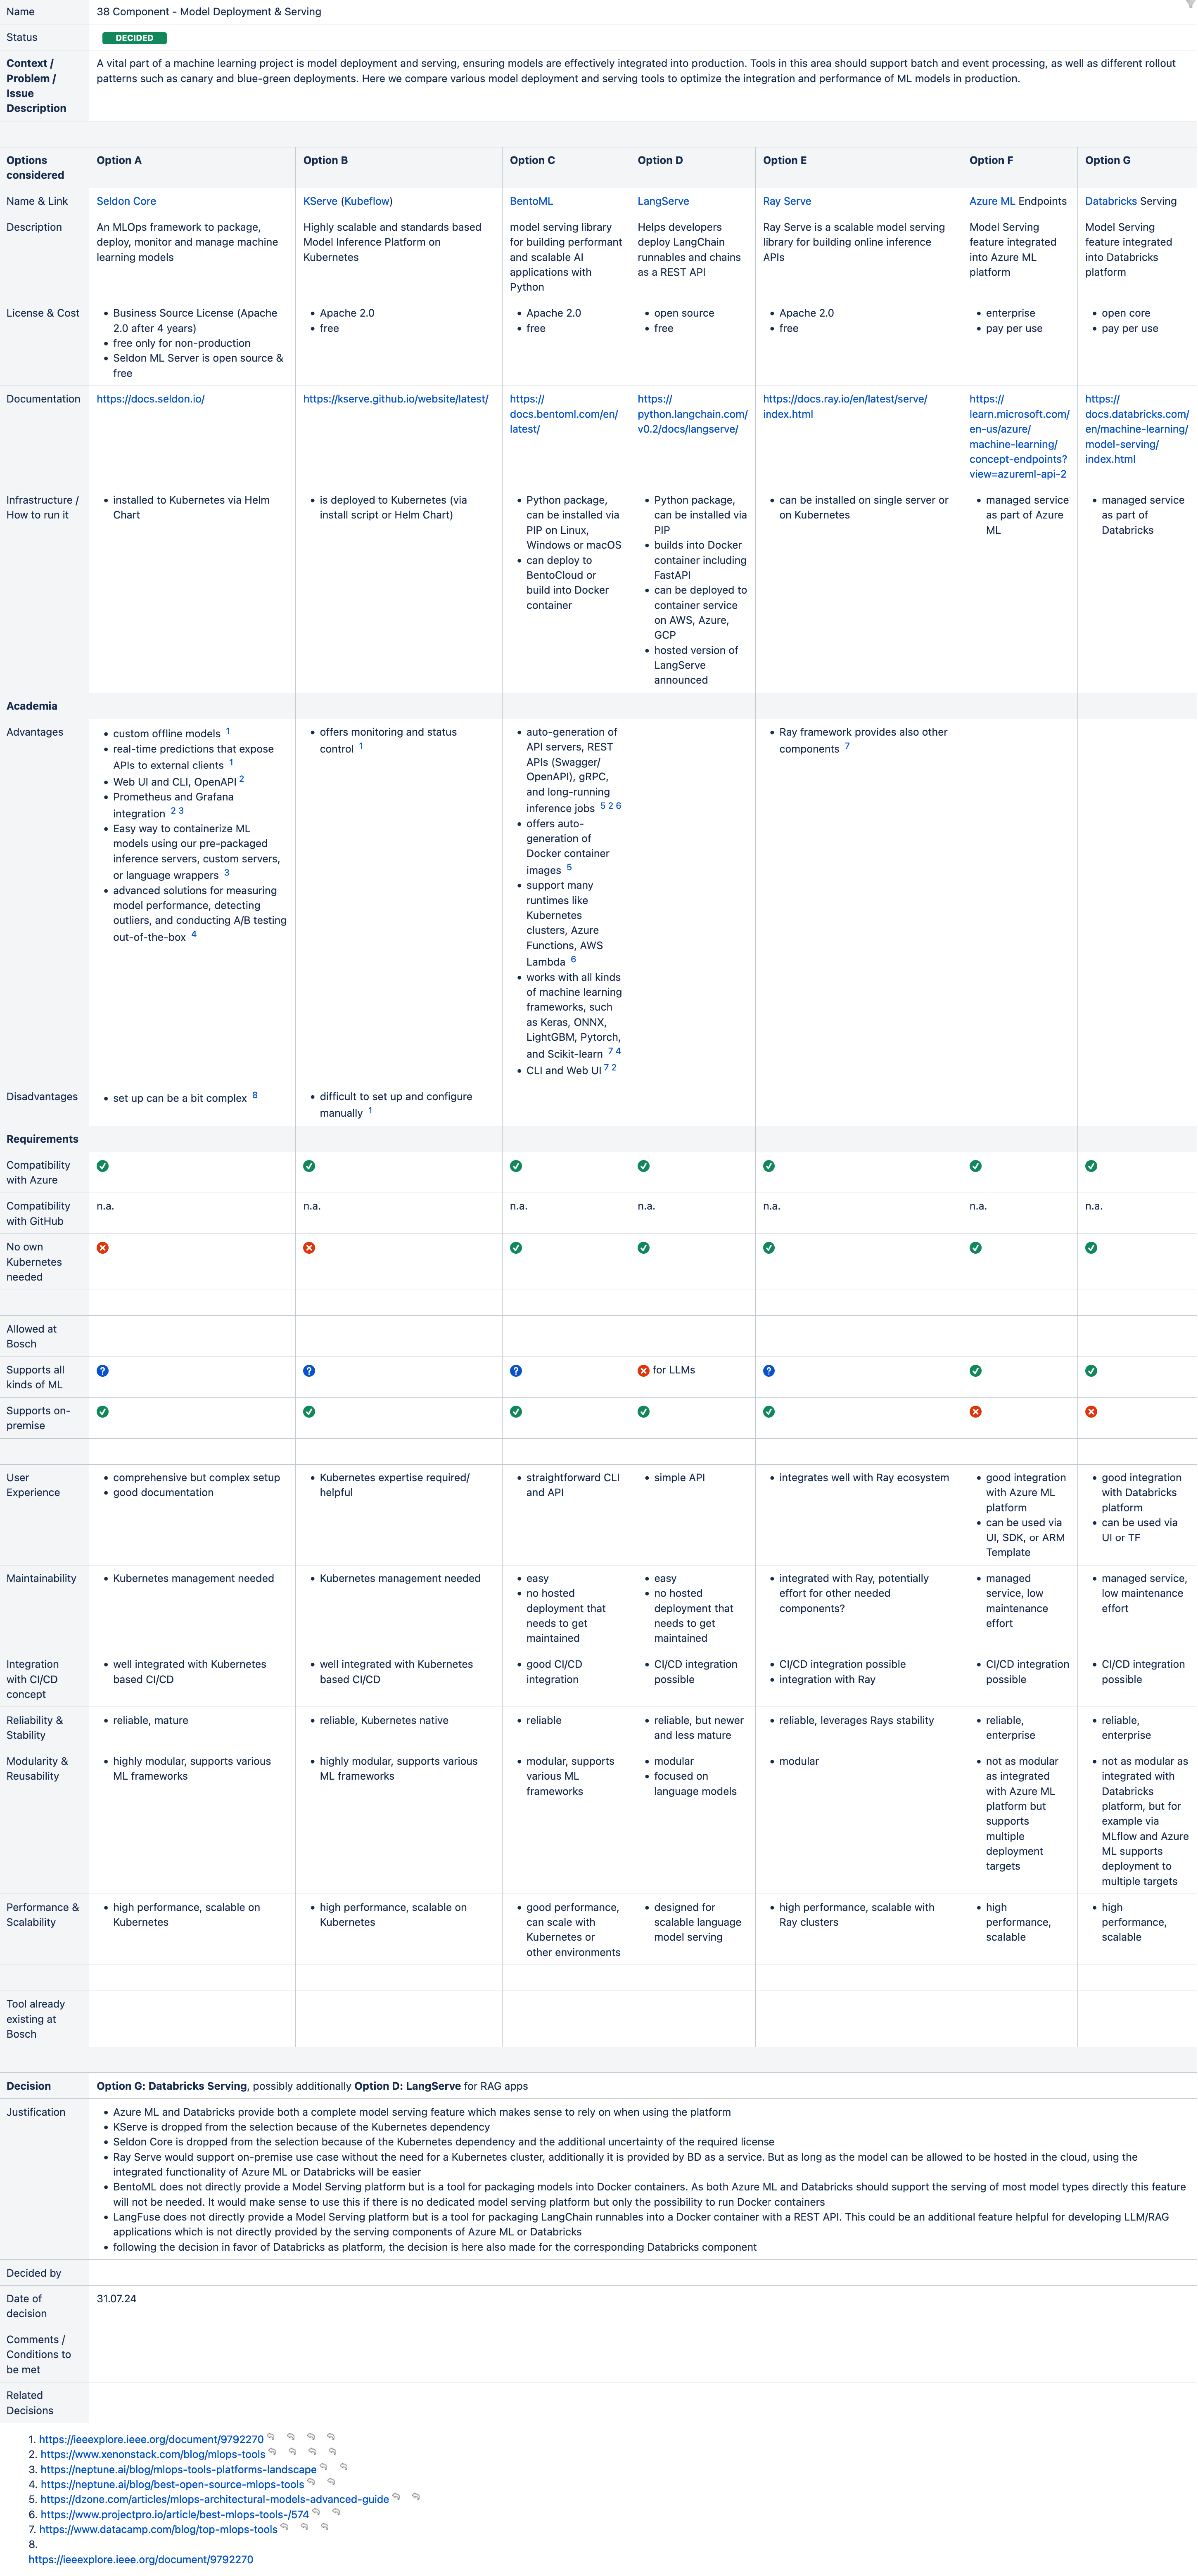 Name
38 Component - Model Deployment & Serving
Status
DECIDED
Context /
Problem /
Issue
Description
A vital part of a machine learning project is model deployment and serving, ensuring models are effectively integrated into production. Tools in this area should support batch and event processing, as well as different rollout
patterns such as canary and blue-green deployments. Here we compare various model deployment and serving tools to optimize the integration and performance of ML models in production.
Options
considered
Option A
Option B
Option C
Option D
Option E
Option F
Option G
Name & Link
Seldon Core
KServe (Kubeflow)
BentoML
LangServe
Ray Serve
Azure ML Endpoints
Databricks Serving
Description
An MLOps framework to package,
deploy, monitor and manage machine
learning models
Highly scalable and standards based
Model Inference Platform on
Kubernetes
model serving library
for building performant
and scalable AI
applications with
Python
Helps developers
deploy LangChain
runnables and chains
as a REST API
Ray Serve is a scalable model serving
library for building online inference
APIs
Model Serving
feature integrated
into Azure ML
platform
Model Serving
feature integrated
into Databricks
platform
License & Cost
• Business Source License (Apache
2.0 after 4 years)
• free only for non-production
• Seldon ML Server is open source &
free
• Apache 2.0
• free
• Apache 2.0
• free
• open source
• free
• Apache 2.0
• free
• enterprise
• pay per use
• open core
• pay per use
Documentation
https://docs.seldon.io/
https://kserve.github.io/website/latest/
https://
docs.bentoml.com/en/
latest/
https://
python.langchain.com/
v0.2/docs/langserve/
https://docs.ray.io/en/latest/serve/
index.html
https://
learn.microsoft.com/
en-us/azure/
machine-learning/
concept-endpoints?
view=azureml-api-2
https://
docs.databricks.com/
en/machine-learning/
model-serving/
index.html
Infrastructure /
How to run it
• installed to Kubernetes via Helm
Chart
• is deployed to Kubernetes (via
install script or Helm Chart)
• Python package,
can be installed via
PIP on Linux,
Windows or macOS
• can deploy to
BentoCloud or
build into Docker
container
• Python package,
can be installed via
PIP
• builds into Docker
container including
FastAPI
• can be deployed to
container service
on AWS, Azure,
GCP
• hosted version of
LangServe
announced
• can be installed on single server or
on Kubernetes
• managed service
as part of Azure
ML
• managed service
as part of
Databricks
Academia
Advantages
• custom offline models 1
• real-time predictions that expose
APIs to external clients 1
• Web UI and CLI, OpenAPI 2
• Prometheus and Grafana
integration 2 3
• Easy way to containerize ML
models using our pre-packaged
inference servers, custom servers,
or language wrappers 3
• advanced solutions for measuring
model performance, detecting
outliers, and conducting A/B testing
out-of-the-box 4
• offers monitoring and status
control 1
• auto-generation of
API servers, REST
APIs (Swagger/
OpenAPI), gRPC,
and long-running
inference jobs 5 2 6
• offers auto-
generation of
Docker container
images 5
• support many
runtimes like
Kubernetes
clusters, Azure
Functions, AWS
Lambda 6
• works with all kinds
of machine learning
frameworks, such
as Keras, ONNX,
LightGBM, Pytorch,
and Scikit-learn 7 4
• CLI and Web UI 7 2
• Ray framework provides also other
components 7
Disadvantages
• set up can be a bit complex 8
• difficult to set up and configure
manually 1
Requirements
Compatibility
with Azure
Compatibility
with GitHub
n.a.
n.a.
n.a.
n.a.
n.a.
n.a.
n.a.
No own
Kubernetes
needed
Allowed at
Bosch
Supports all
kinds of ML
for LLMs
Supports on-
premise
User
Experience
• comprehensive but complex setup
• good documentation
• Kubernetes expertise required/
helpful
• straightforward CLI
and API
• simple API
• integrates well with Ray ecosystem
• good integration
with Azure ML
platform
• can be used via
UI, SDK, or ARM
Template
• good integration
with Databricks
platform
• can be used via
UI or TF
Maintainability
• Kubernetes management needed
• Kubernetes management needed
• easy
• no hosted
deployment that
needs to get
maintained
• easy
• no hosted
deployment that
needs to get
maintained
• integrated with Ray, potentially
effort for other needed
components?
• managed
service, low
maintenance
effort
• managed service,
low maintenance
effort
Integration
with CI/CD
concept
• well integrated with Kubernetes
based CI/CD
• well integrated with Kubernetes
based CI/CD
• good CI/CD
integration
• CI/CD integration
possible
• CI/CD integration possible
• integration with Ray
• CI/CD integration
possible
• CI/CD integration
possible
Reliability &
Stability
• reliable, mature
• reliable, Kubernetes native
• reliable
• reliable, but newer
and less mature
• reliable, leverages Rays stability
• reliable,
enterprise
• reliable,
enterprise
Modularity &
Reusability
• highly modular, supports various
ML frameworks
• highly modular, supports various
ML frameworks
• modular, supports
various ML
frameworks
• modular
• focused on
language models
• modular
• not as modular
as integrated
with Azure ML
platform but
supports
multiple
deployment
targets
• not as modular as
integrated with
Databricks
platform, but for
example via
MLflow and Azure
ML supports
deployment to
multiple targets
Performance &
Scalability
• high performance, scalable on
Kubernetes
• high performance, scalable on
Kubernetes
• good performance,
can scale with
Kubernetes or
other environments
• designed for
scalable language
model serving
• high performance, scalable with
Ray clusters
• high
performance,
scalable
• high
performance,
scalable
Tool already
existing at
Bosch
Decision
Option G: Databricks Serving, possibly additionally Option D: LangServe for RAG apps
Justification
• Azure ML and Databricks provide both a complete model serving feature which makes sense to rely on when using the platform
• KServe is dropped from the selection because of the Kubernetes dependency
• Seldon Core is dropped from the selection because of the Kubernetes dependency and the additional uncertainty of the required license
• Ray Serve would support on-premise use case without the need for a Kubernetes cluster, additionally it is provided by BD as a service. But as long as the model can be allowed to be hosted in the cloud, using the
integrated functionality of Azure ML or Databricks will be easier
• BentoML does not directly provide a Model Serving platform but is a tool for packaging models into Docker containers. As both Azure ML and Databricks should support the serving of most model types directly this feature
will not be needed. It would make sense to use this if there is no dedicated model serving platform but only the possibility to run Docker containers
• LangFuse does not directly provide a Model Serving platform but is a tool for packaging LangChain runnables into a Docker container with a REST API. This could be an additional feature helpful for developing LLM/RAG
applications which is not directly provided by the serving components of Azure ML or Databricks
• following the decision in favor of Databricks as platform, the decision is here also made for the corresponding Databricks component
Decided by
Date of
decision
31.07.24
Comments /
Conditions to
be met
Related
Decisions
1. https://ieeexplore.ieee.org/document/9792270
2. https://www.xenonstack.com/blog/mlops-tools
3. https://neptune.ai/blog/mlops-tools-platforms-landscape
4. https://neptune.ai/blog/best-open-source-mlops-tools
5. https://dzone.com/articles/mlops-architectural-models-advanced-guide
6. https://www.projectpro.io/article/best-mlops-tools-/574
7. https://www.datacamp.com/blog/top-mlops-tools
8.
https://ieeexplore.ieee.org/document/9792270